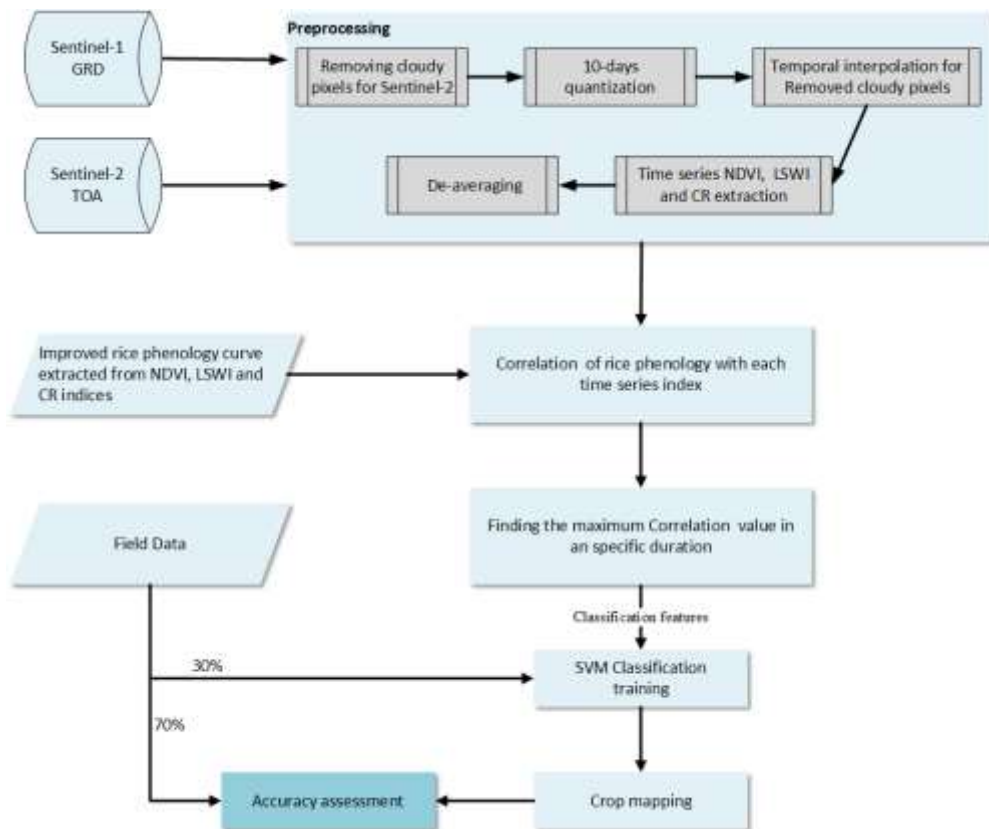 Sentinel-1
GRD
Preprocessing
Removing cloudy
pixels for Sentinel-2
10-days
quantization
Temporal interpolation for
Removed cloudy pixels
Sentinel-2
TOA
De-averaging
Time series NDVI, LSWI
and CR extraction
Improved rice phenology curve
extracted from NDVI, LSWI and
CR indices
Correlation of rice phenology with each
time series index
Field Data
Finding the maximum Correlation value in
an specific duration
Classification features
30%
SVM Classification
training
70%
Accuracy assessment
Crop mapping